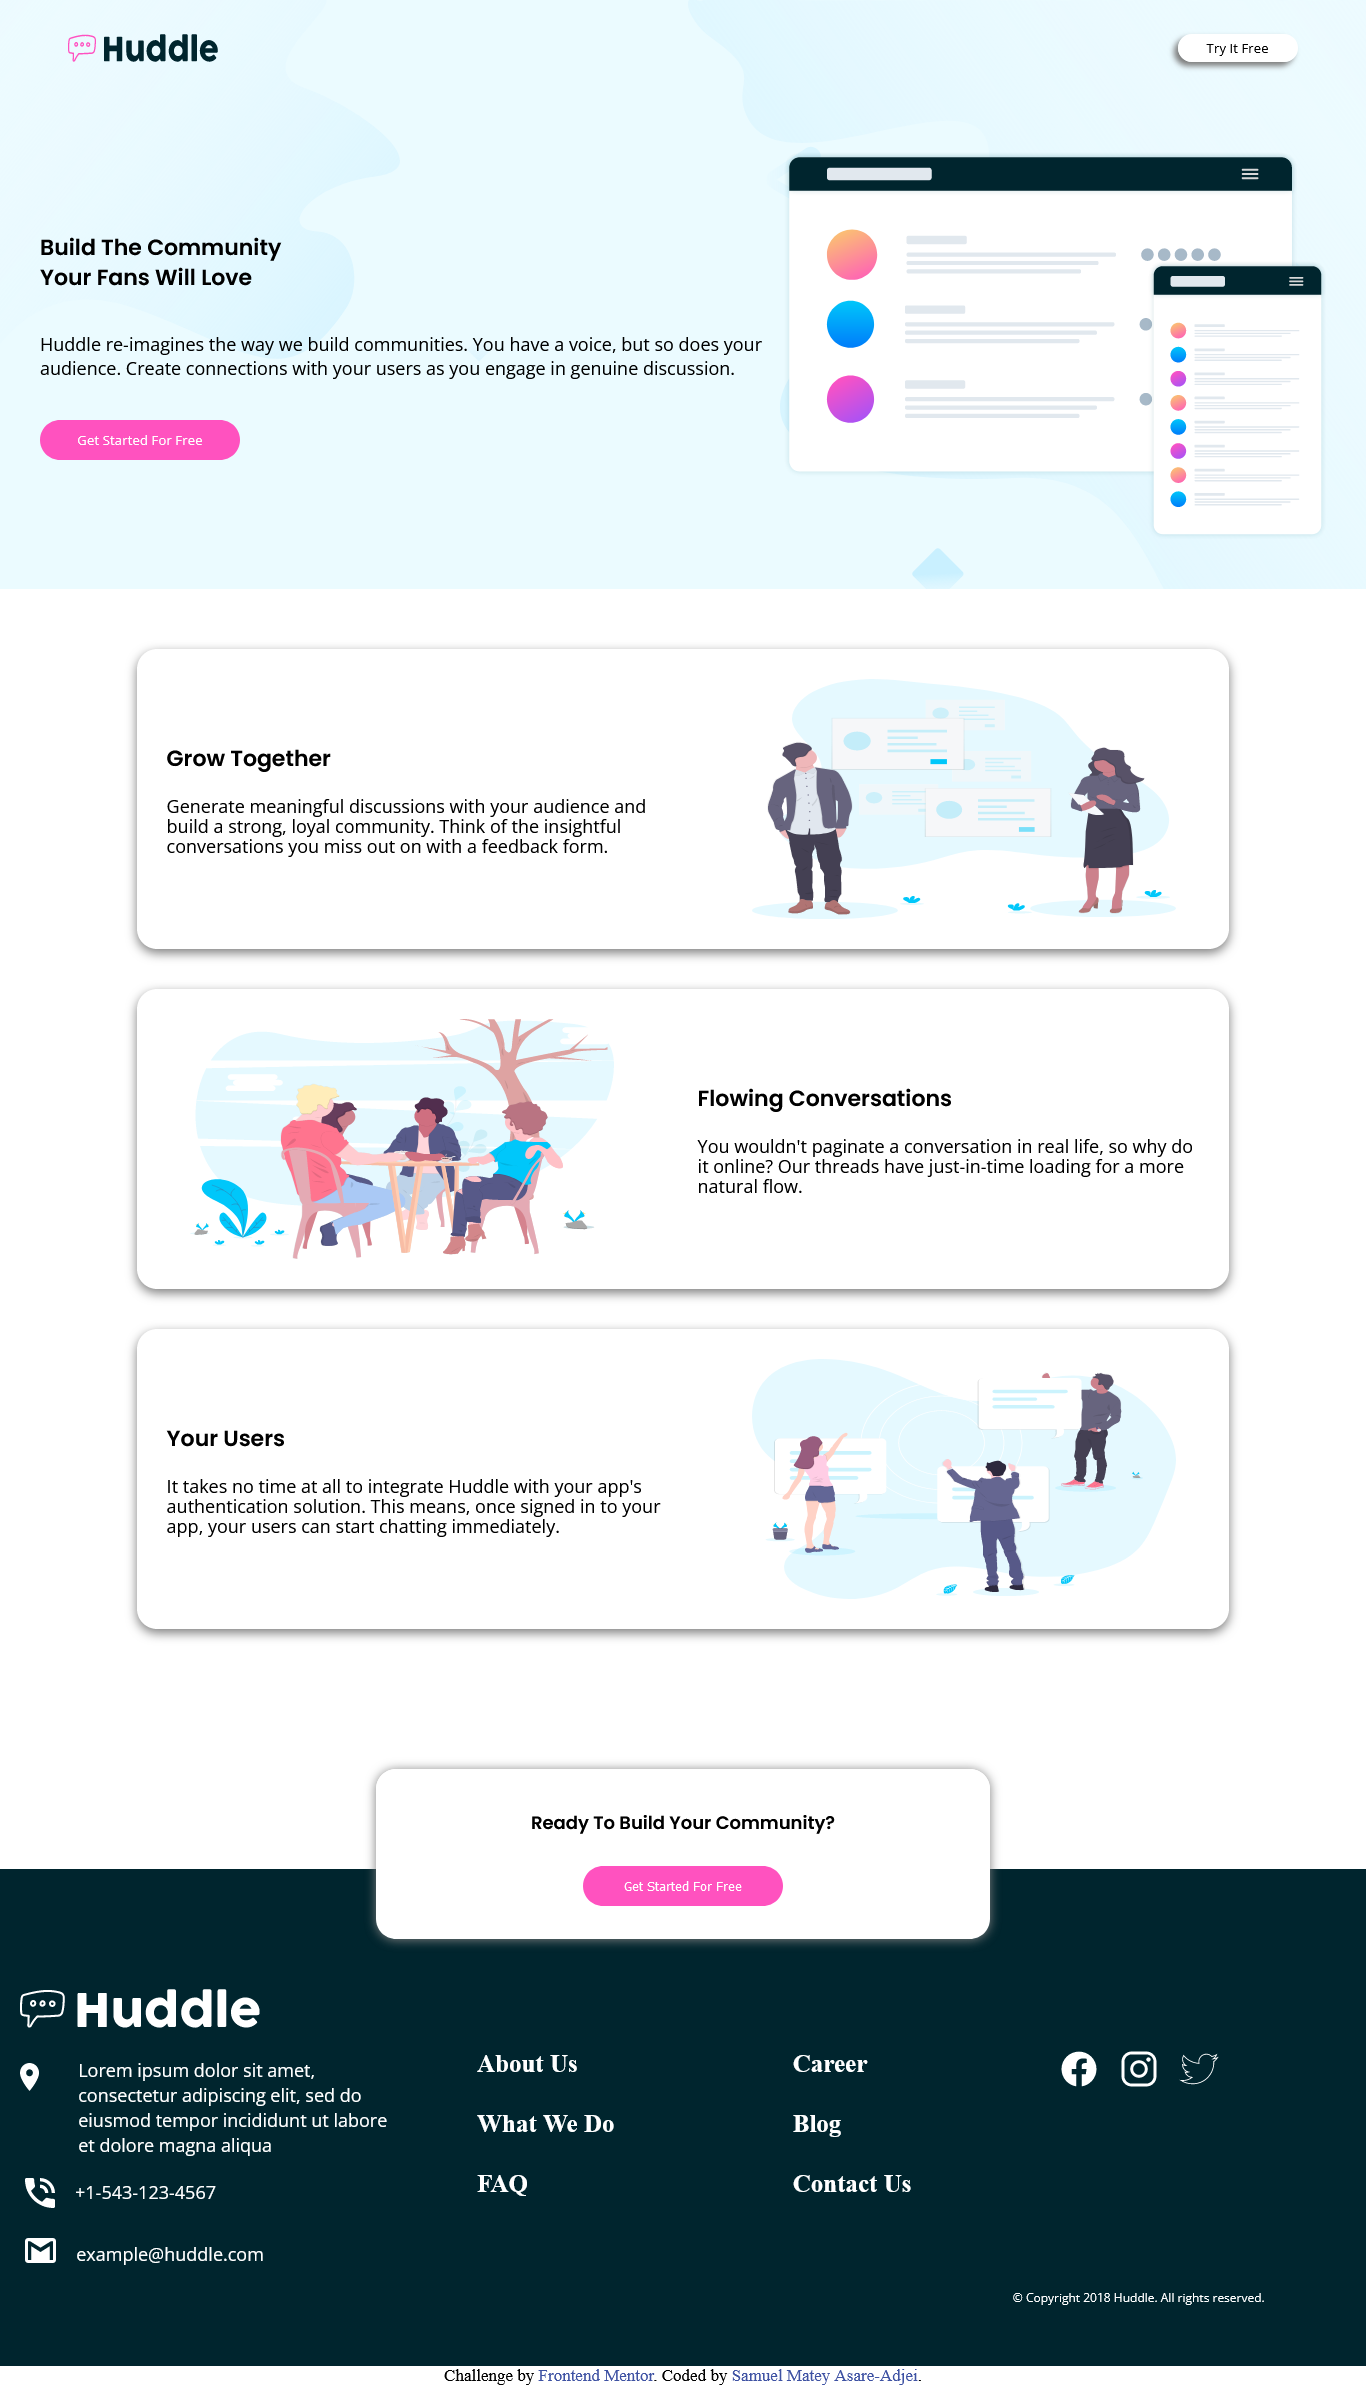 Huddle
Try It Free
Build The Community
Your Fans Will Love
Huddle re-imagines the way we build communities. You have a voice, but so does your
audience. Create connections with your users as you engage in genuine discussion.
Get Started For Free
Grow Together
Generate meaningful discussions with your audience and
build a strong, loyal community. Think of the insightful
conversations you miss out on with a feedback form.
Flowing Conversations
You wouldn't paginate a conversation in real life, so why do
it online? Our threads have just-in-time loading for a more
natural flow.
Your Users
It takes no time at all to integrate Huddle with your app's
authentication solution. This means, once signed in to your
app, your users can start chatting immediately.
Ready To Build Your Community?
Get Started For Free
Huddle
Lorem ipsum dolor sit amet,
consectetur adipiscing elit, sed do
eiusmod tempor incididunt ut labore
et dolore magna aliqua
+1-543-123-4567
example@huddle.com
About Us
What We Do
FAQ
Career
Blog
Contact Us
© Copyright 2018 Huddle. All rights reserved.
Challenge by Frontend Mentor. Coded by Samuel Matey Asare-Adjei.